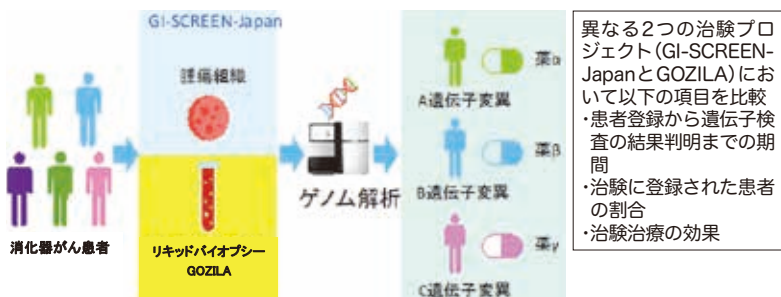 GI-SCREEN-Japan
腫瘍組織
消化器がん患者
リキッドバイオプシー
GOZILA
ゲノム解析
薬α
A遺伝子変異
薬β
B遺伝子変異
薬γ
C遺伝子変異
異なる2つの治験プロ
ジェクト(GI-SCREEN-
JapanとGOZILA)にお
いて以下の項目を比較
・患者登録から遺伝子検
査の結果判明までの期
間
・治験に登録された患者
の割合
・治験治療の効果